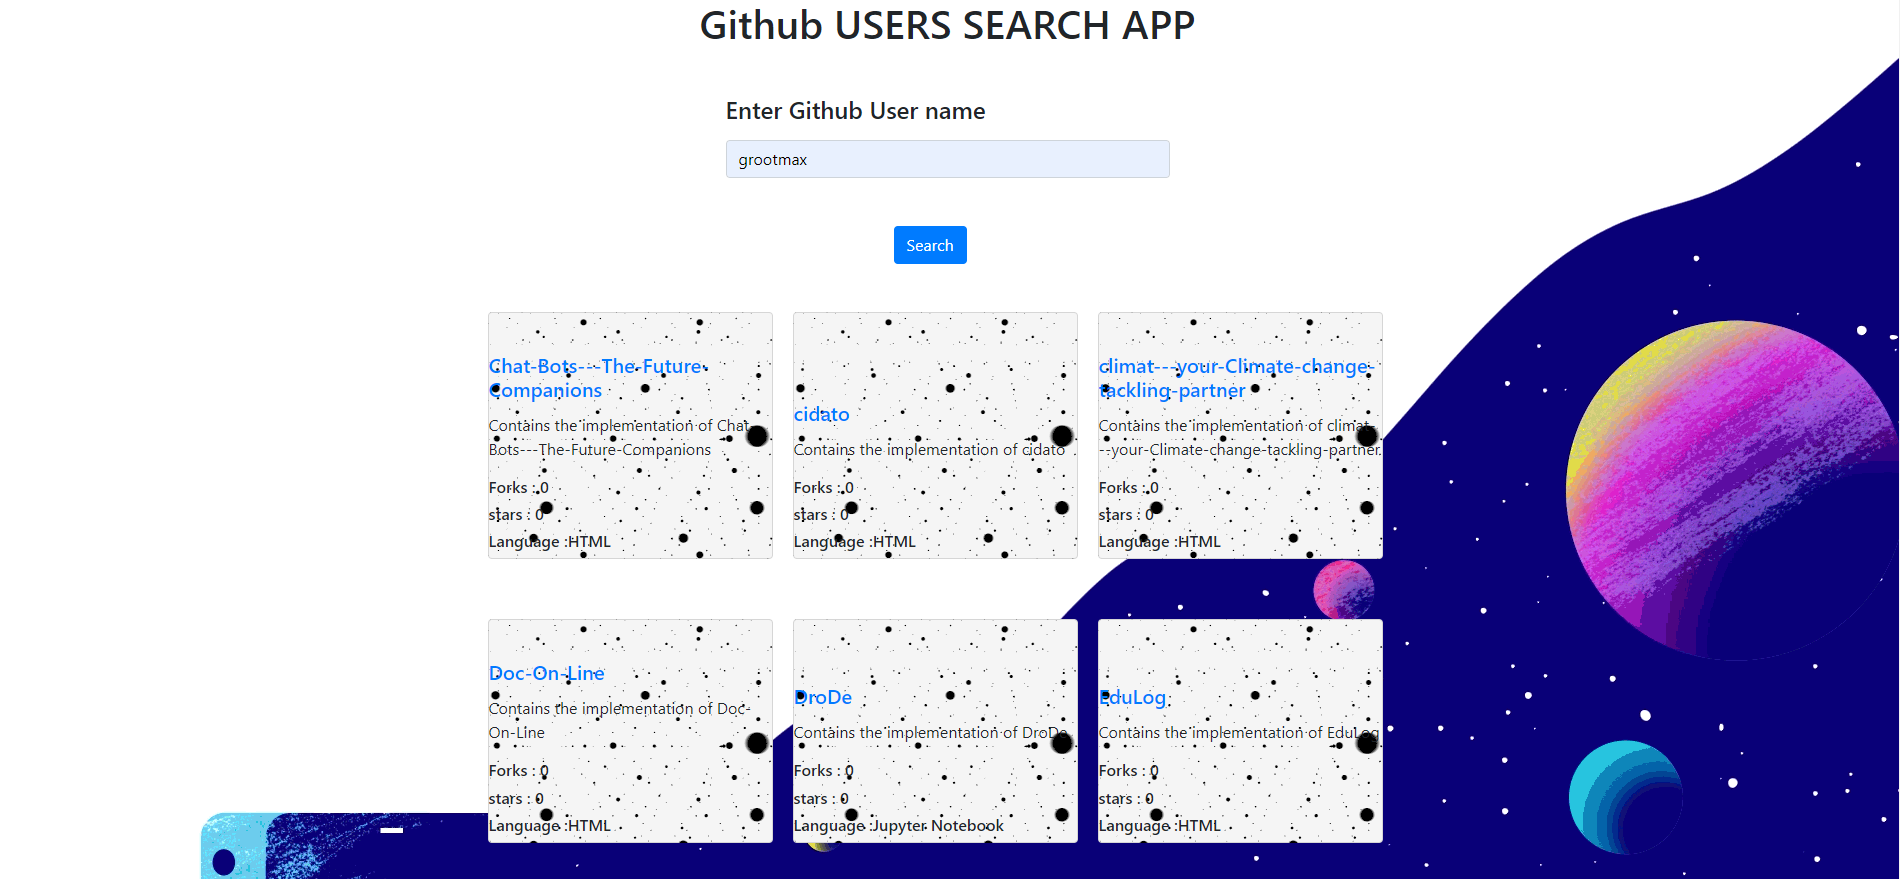 Github USERS SEARCH APP
Enter Github User name
grootmax
Search
Chat-Bots---The-Future-
Companions
Contains the implementation of Chat-
Bots---The-Future-Companions
Forks : 0
stars : 0
Language :HTML
cidato
Contains the implementation of cidato
Forks : 0
stars : 0
Language :HTML
climat---your-Climate-change-
tackling-partner
Contains the implementation of climat-
--your-Climate-change-tackling-partner
Forks : 0
stars : 0
Language :HTML
Doc-On-Line
Contains the implementation of Doc-
On-Line
Forks : 0
stars : 0
Language :HTML
DroDe
Contains the implementation of DroDe
Forks : 0
stars : 0
Language :Jupyter Notebook
EduLog
Contains the implementation of EduLog
Forks : 0
stars : 0
Language :HTML